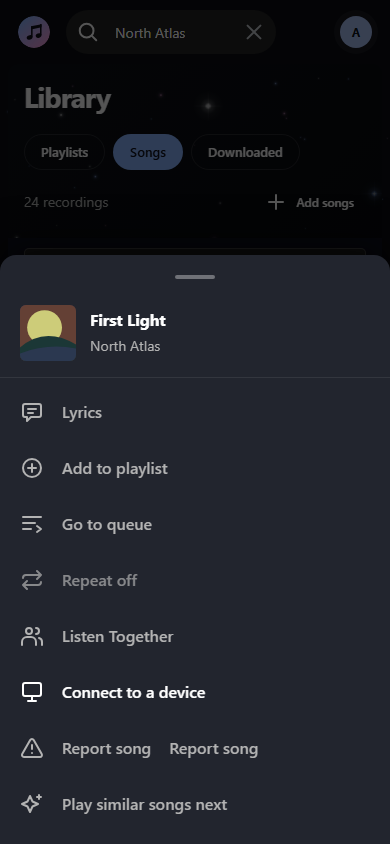 North Atlas
A
Library
Playlists Songs Downloaded
24 recordings Add songs
First Light
North Atlas
Lyrics
Add to playlist
Go to queue
Repeat off
Listen Together
Connect to a device
Report song Report song
Play similar songs next